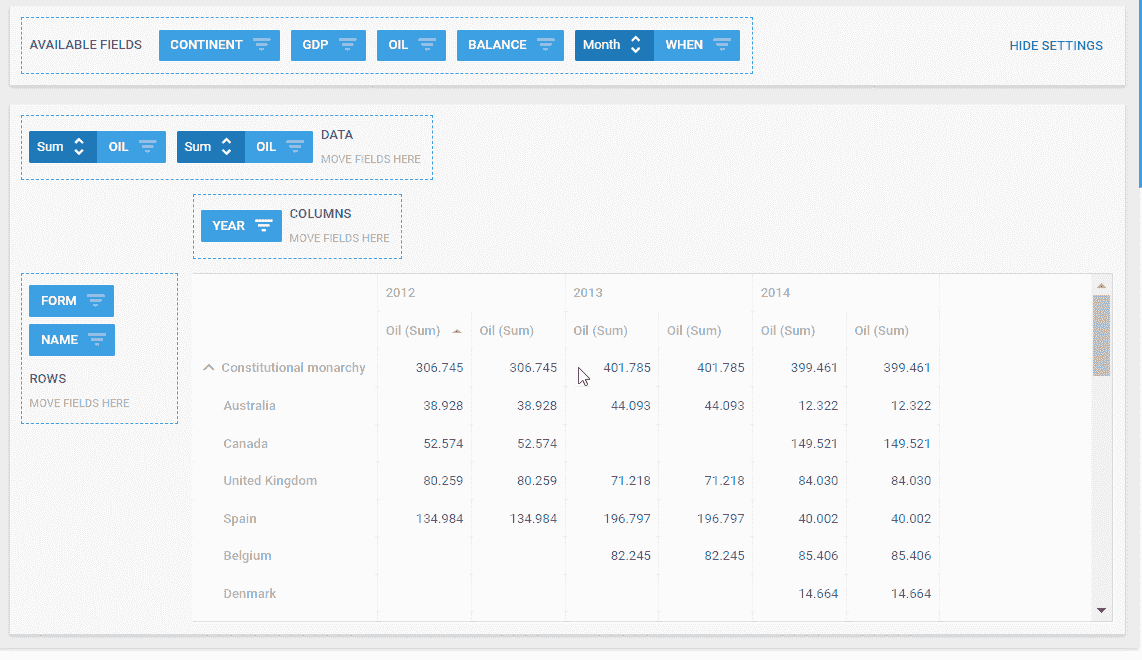 AVAILABLE FIELDS CONTINENT GDP OIL BALANCE Month WHEN HIDE SETTINGS
Sum OIL Sum OIL DATA
MOVE FIELDS HERE
YEAR COLUMNS
MOVE FIELDS HERE
FORM
NAME
ROWS
MOVE FIELDS HERE
2012 2013 2014
Oil (Sum) Oil (Sum) Oil (Sum) Oil (Sum) Oil (Sum) Oil (Sum)
Constitutional monarchy 306.745 306.745 401.785 401.785 399.461 399.461
Australia 38.928 38.928 44.093 44.093 12.322 12.322
Canada 52.574 52.574 149.521 149.521
United Kingdom 80.259 80.259 71.218 71.218 84.030 84.030
Spain 134.984 134.984 196.797 196.797 40.002 40.002
Belgium 82.245 82.245 85.406 85.406
Denmark 14.664 14.664